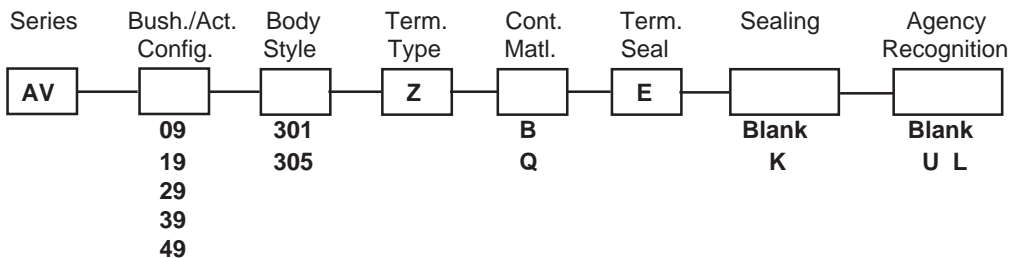 Series Bush./Act. Body Term. Cont. Term. Sealing Agency
Config. Style Type Matl. Seal Recognition
AV Z E
09 301 B Blank Blank
19 305 Q K U L
29
39
49